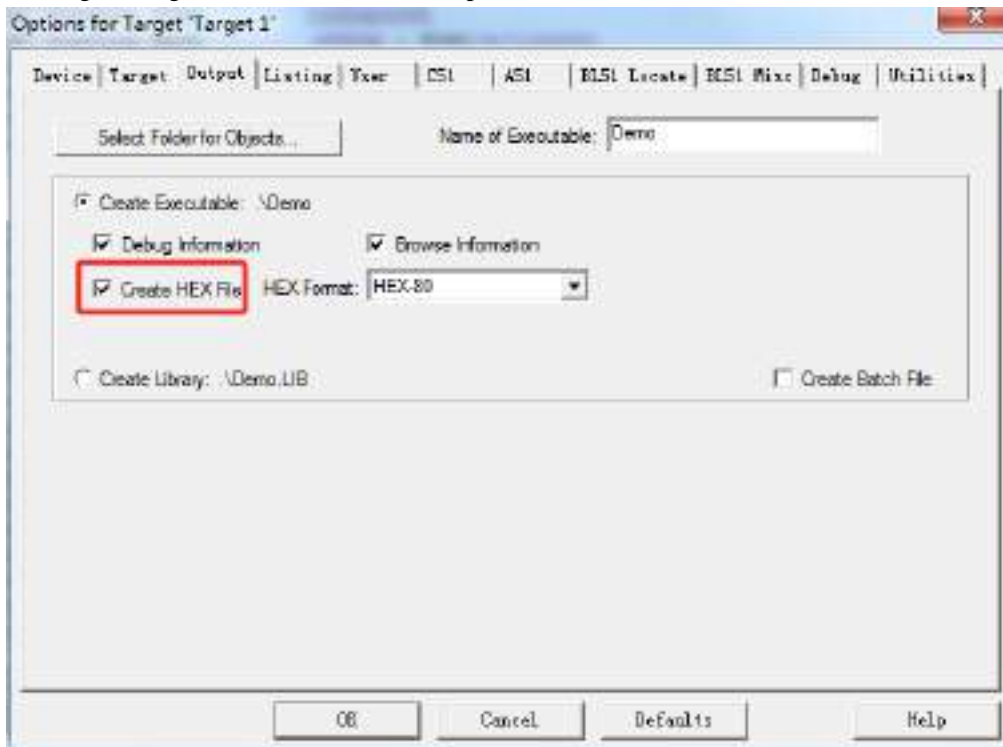 Options for Target 'Target 1'
Device Target Output Listing User C51 A51 BL51 Locate BL51 Misc Debug Utilities
Select Folder for Objects... Name of Executable: Demo
Create Executable: .\Demo
Debug Information Browse Information
Create HEX File HEX Format: HEX-80
Create Library: .\Demo.LIB Create Batch File
OK Cancel Defaults Help